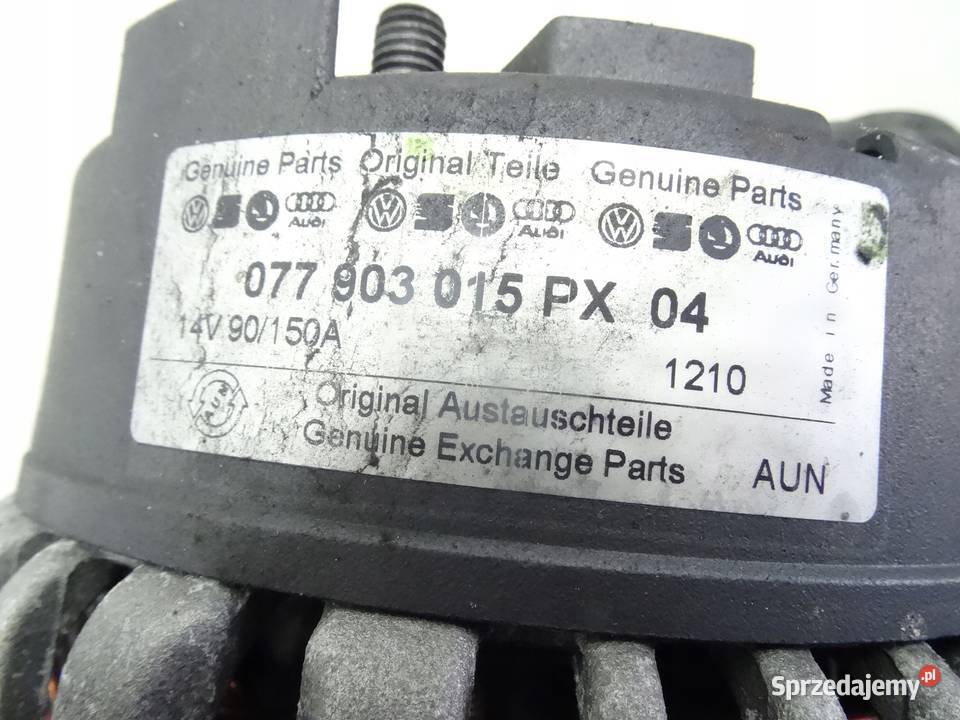 Genuine Parts Original Teile Genuine Parts
Audi Audi Audi
077 903 015 PX 04
14V 90/150A
1210
Made in Germany
AUN
Original Austauschteile
Genuine Exchange Parts
AUN
Sprzedajemy.pl